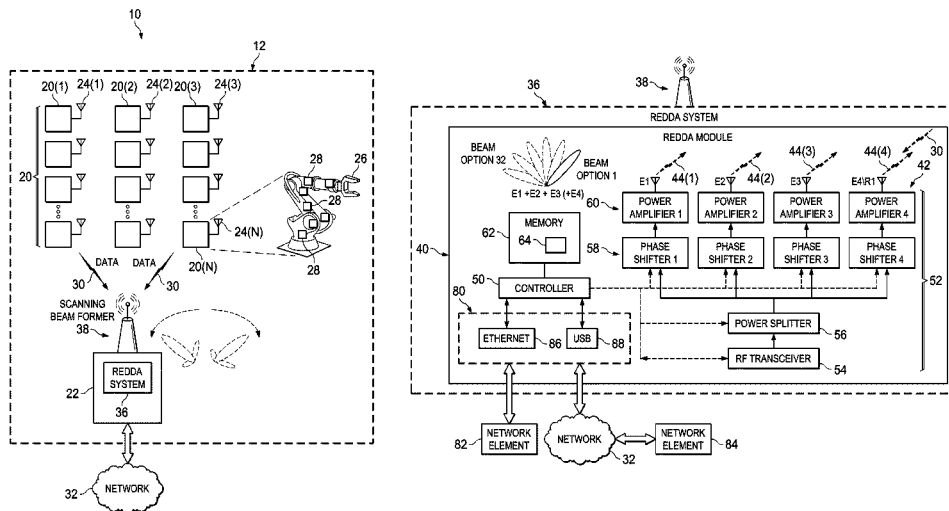 10
12
20(1)
24(1)
20(2)
24(2)
20(3)
24(3)
20
28
26
28
28
24(N)
20(N)
DATA
DATA
30
30
SCANNING
BEAM FORMER
38
REDDA
SYSTEM
22
36
32
NETWORK
36
38
REDDA SYSTEM
REDDA MODULE
BEAM
OPTION 32
BEAM
OPTION 1
E1 +E2 + E3 (+E4)
30
44(1)
44(2)
44(3)
44(4)
42
E1
E2
E3
E4\R1
60
POWER
AMPLIFIER 1
POWER
AMPLIFIER 2
POWER
AMPLIFIER 3
POWER
AMPLIFIER 4
62
MEMORY
64
58
PHASE
SHIFTER 1
PHASE
SHIFTER 2
PHASE
SHIFTER 3
PHASE
SHIFTER 4
40
50
CONTROLLER
52
80
ETHERNET
86
USB
88
POWER SPLITTER
56
RF TRANSCEIVER
54
82
NETWORK
ELEMENT
NETWORK
32
NETWORK
ELEMENT
84